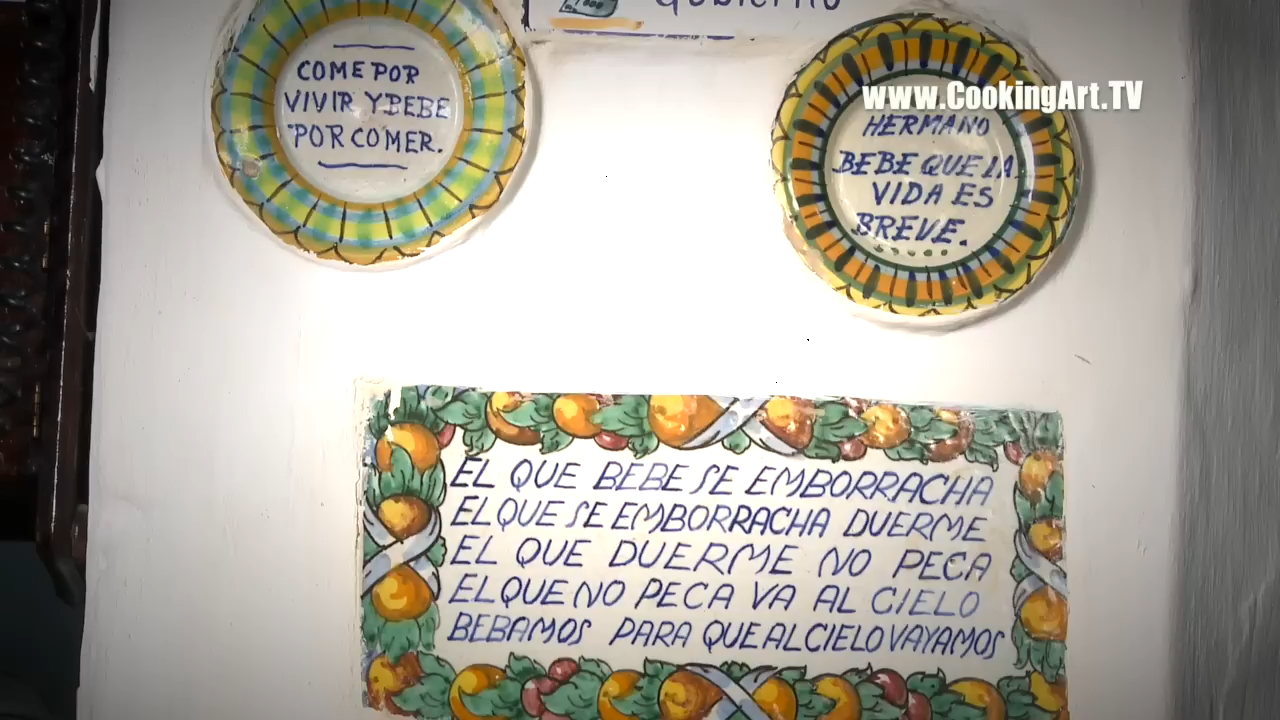 Gobierno
COME POR
VIVIR Y BEBE
POR COMER.
www.CookingArt.TV
HERMANO
BEBE QUE LA
VIDA ES
BREVE.
EL QUE BEBE SE EMBORRACHA
EL QUE SE EMBORRACHA DUERME
EL QUE DUERME NO PECA
EL QUE NO PECA VA AL CIELO
BEBAMOS PARA QUE AL CIELO VAYAMOS